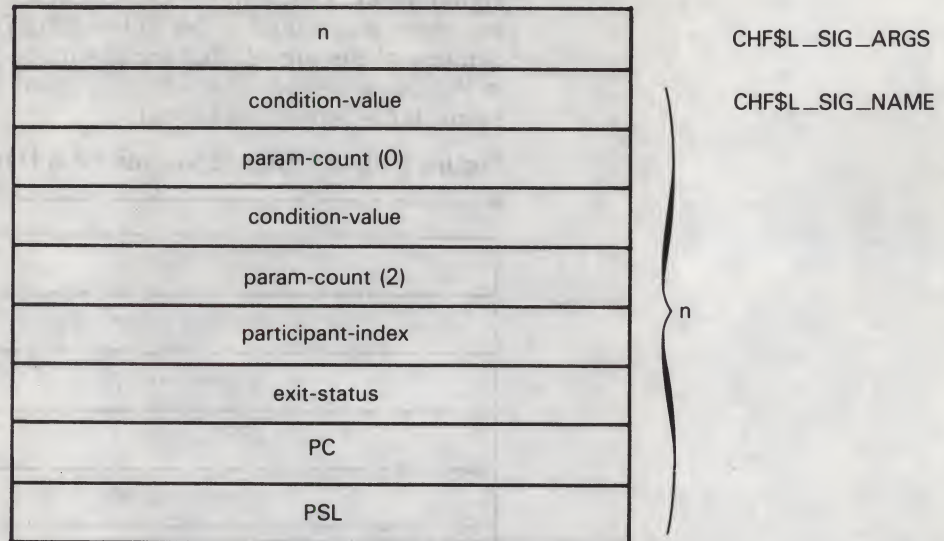 n CHF$L_SIG_ARGS
condition-value CHF$L_SIG_NAME
param-count (0)
condition-value
param-count (2)
participant-index n
exit-status
PC
PSL